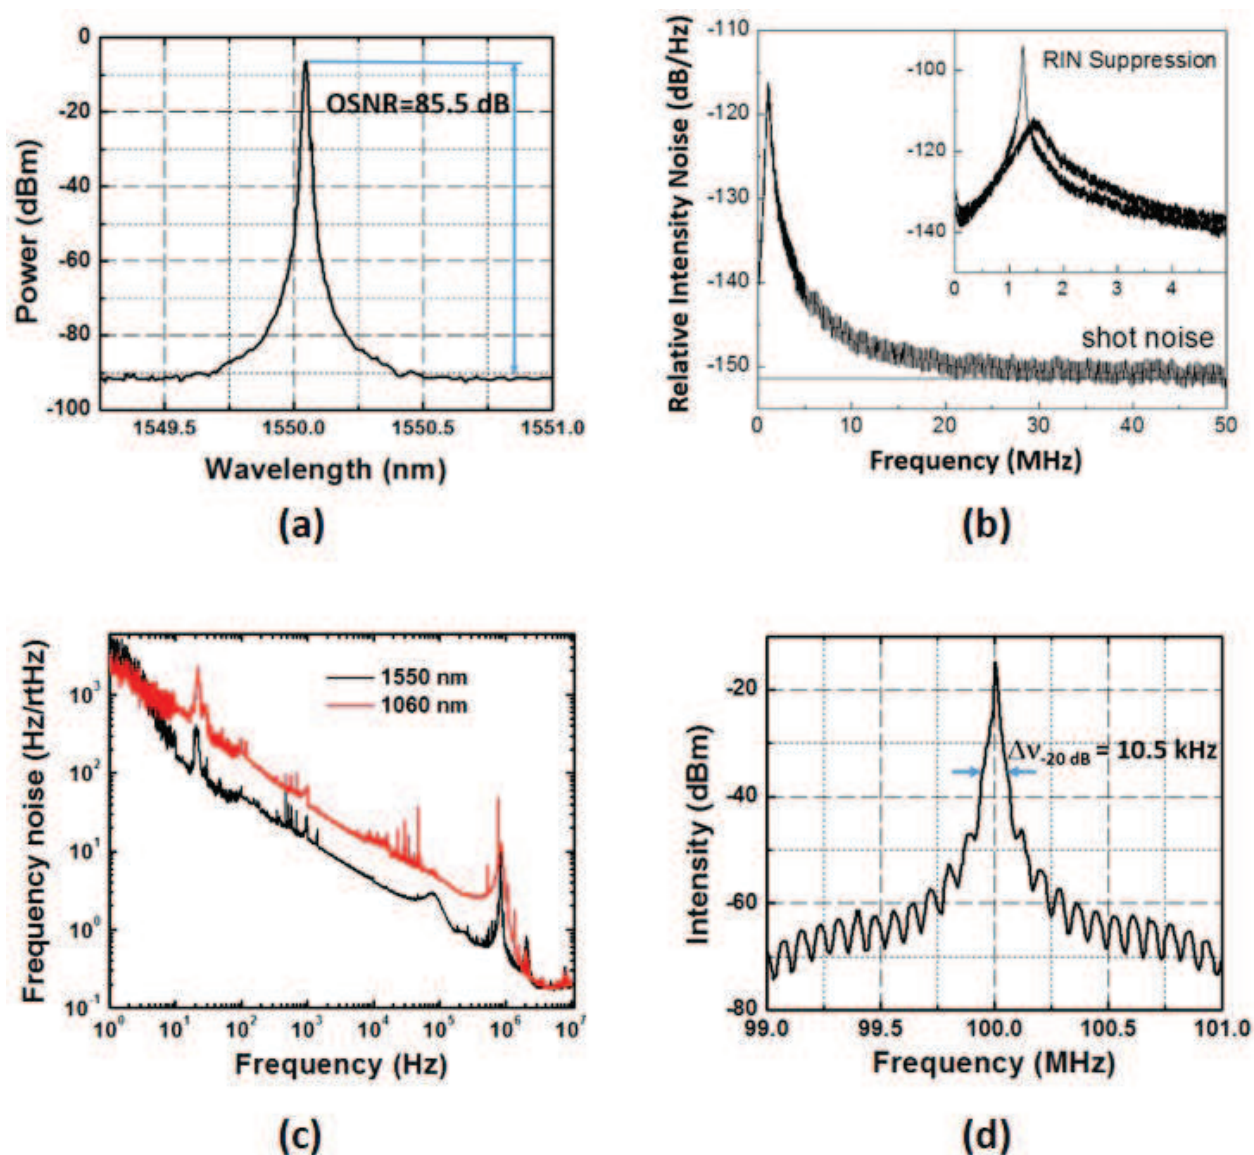 0
-20
-40
-60
-80
-100
OSNR=85.5 dB
Power (dBm)
1549.5 1550.0 1550.5 1551.0
Wavelength (nm)
(a)
-110
-120
-130
-140
-150
Relative Intensity Noise (dB/Hz)
RIN Suppression
-100
-120
-140
0 1 2 3 4
shot noise
0 10 20 30 40 50
Frequency (MHz)
(b)
10³
10²
10¹
10⁰
10⁻¹
Frequency noise (Hz/rtHz)
1550 nm
1060 nm
10⁰ 10¹ 10² 10³ 10⁴ 10⁵ 10⁶ 10⁷
Frequency (Hz)
(c)
-20
-40
-60
-80
Intensity (dBm)
Δν-20 dB = 10.5 kHz
99.0 99.5 100.0 100.5 101.0
Frequency (MHz)
(d)